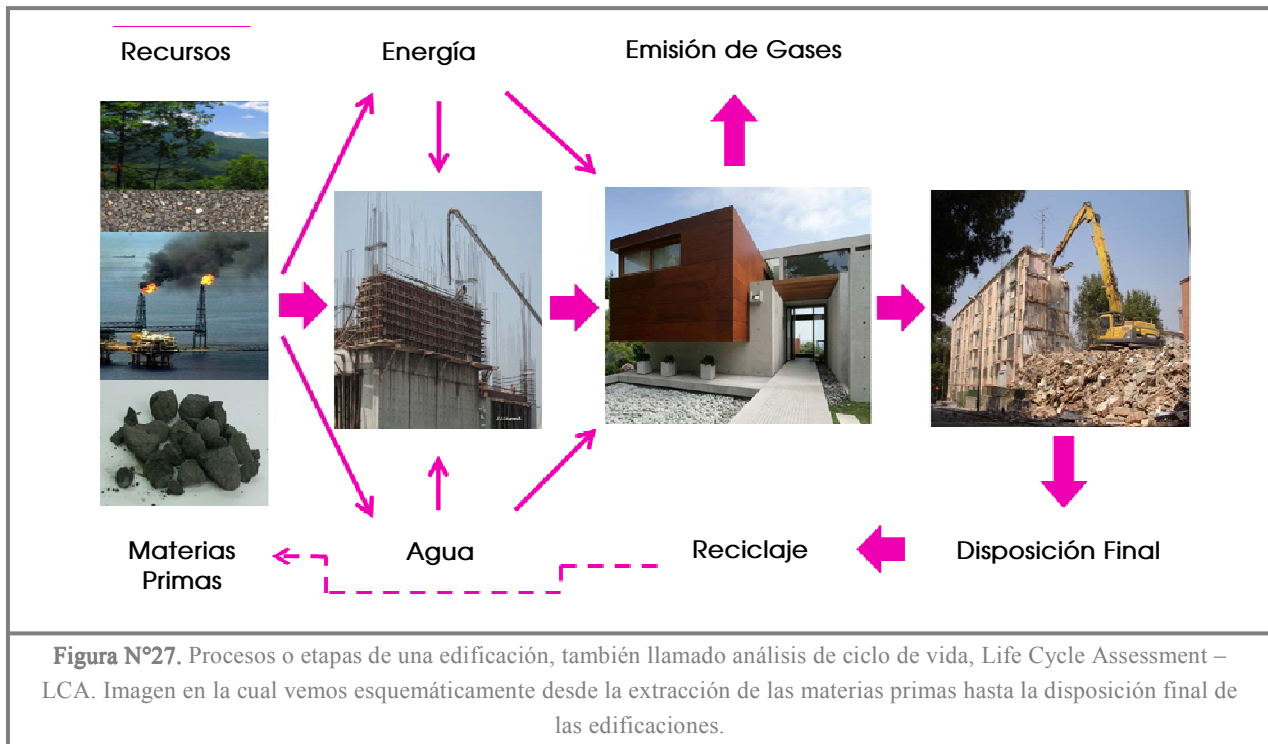 Recursos
Energía
Emisión de Gases
Materias
Primas
Agua
Reciclaje
Disposición Final
Figura N°27. Procesos o etapas de una edificación, también llamado análisis de ciclo de vida, Life Cycle Assessment –
LCA. Imagen en la cual vemos esquemáticamente desde la extracción de las materias primas hasta la disposición final de
las edificaciones.